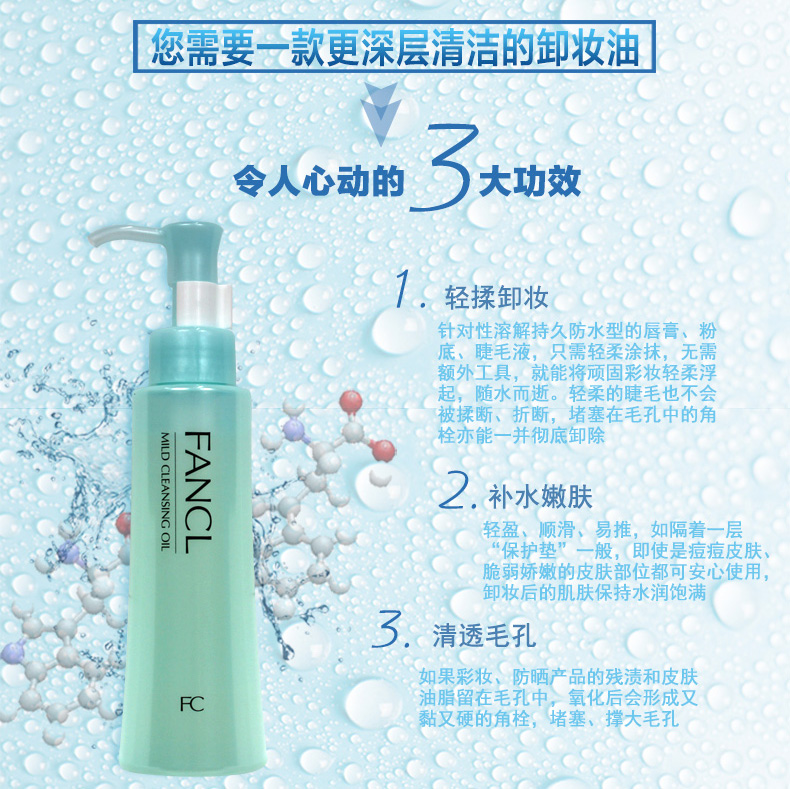 您需要一款更深层清洁的卸妆油
令人心动的3大功效
1. 轻揉卸妆
针对性溶解持久防水型的唇膏、粉
底、睫毛液，只需轻柔涂抹，无需
额外工具，就能将顽固彩妆轻柔浮
起，随水而逝。轻柔的睫毛也不会
被揉断、折断，堵塞在毛孔中的角
栓亦能一并彻底卸除
2. 补水嫩肤
轻盈、顺滑、易推，如隔着一层
“保护垫”一般，即使是痘痘皮肤、
脆弱娇嫩的皮肤部位都可安心使用，
卸妆后的肌肤保持水润饱满
3. 清透毛孔
如果彩妆、防晒产品的残渍和皮肤
油脂留在毛孔中，氧化后会形成又
黏又硬的角栓，堵塞、撑大毛孔
FANCL
MILD CLEANSING OIL
FC